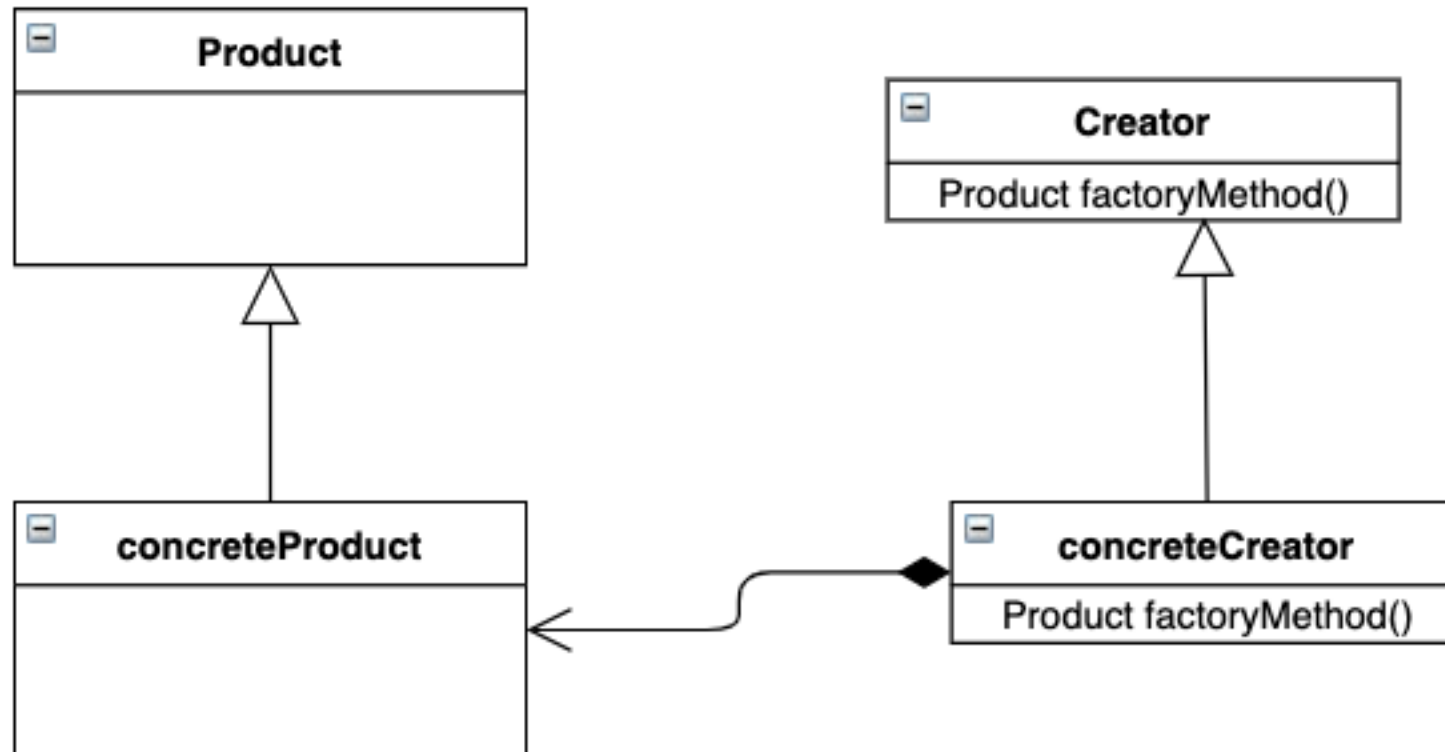 Product
Creator
Product factoryMethod()
concreteProduct
concreteCreator
Product factoryMethod()